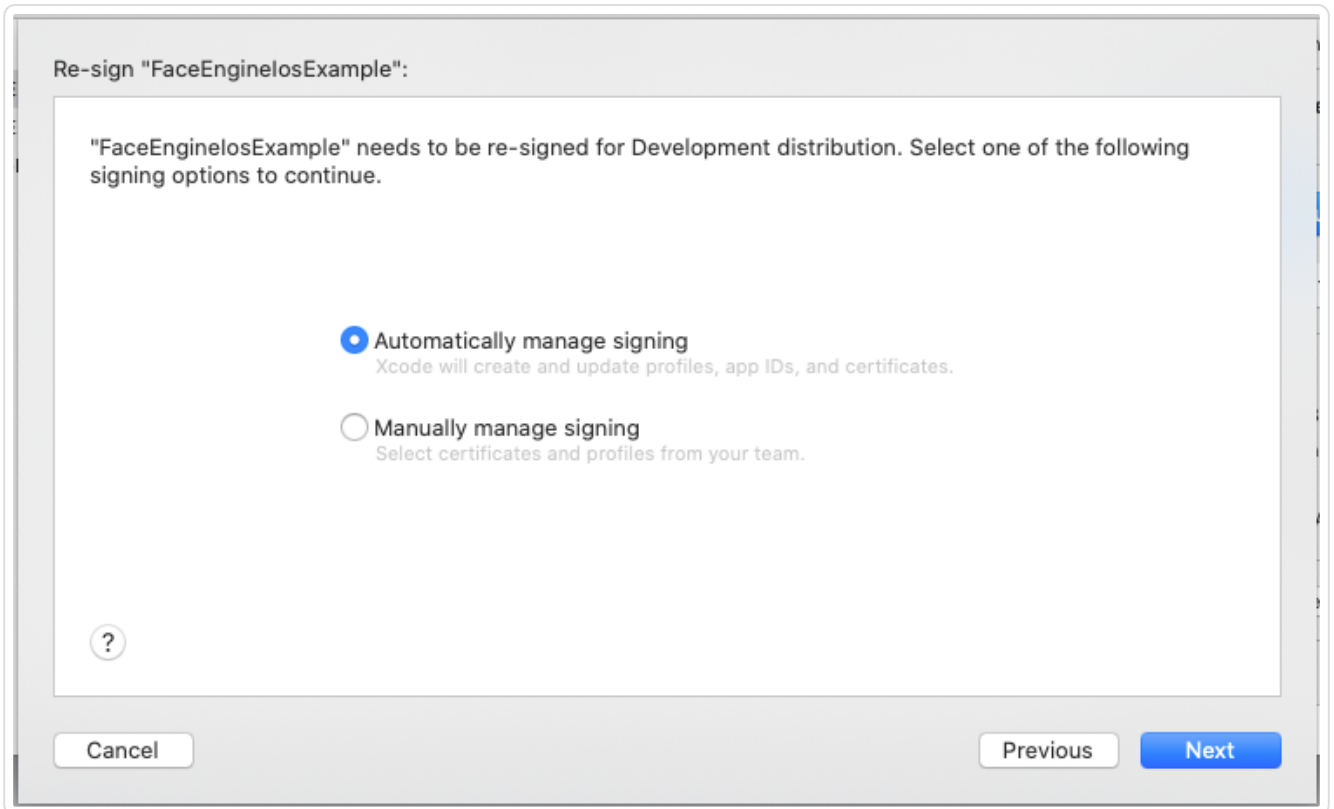 Re-sign "FaceEngineIosExample":
"FaceEngineIosExample" needs to be re-signed for Development distribution. Select one of the following
signing options to continue.
Automatically manage signing
Xcode will create and update profiles, app IDs, and certificates.
Manually manage signing
Select certificates and profiles from your team.
?
Cancel
Previous
Next